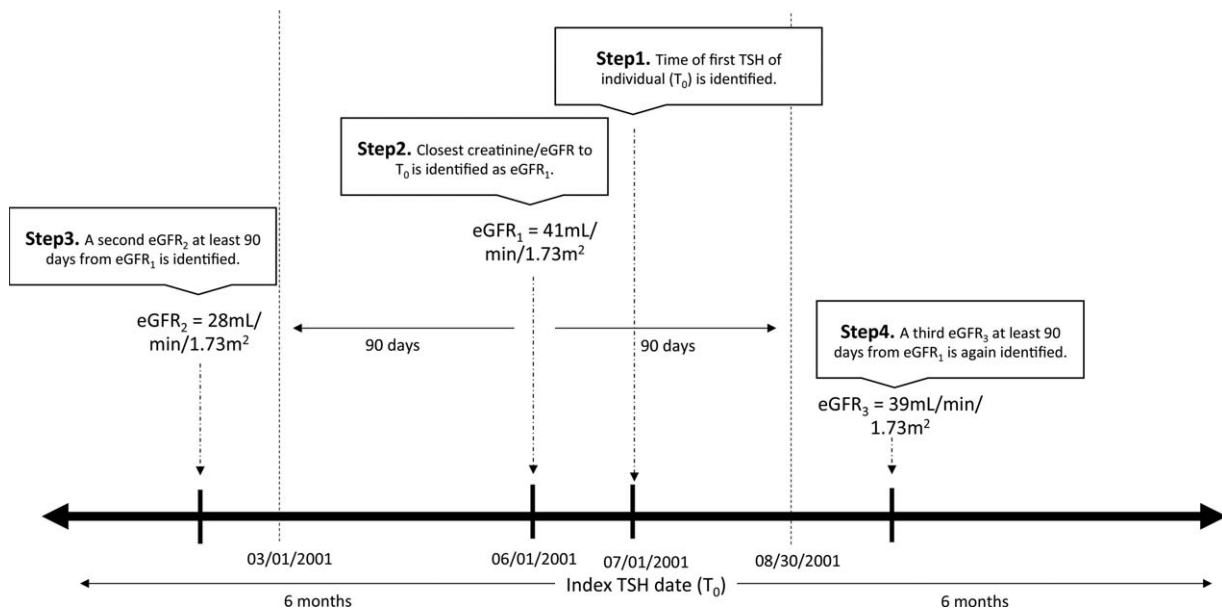 Step1. Time of first TSH of
individual (T₀) is identified.
Step2. Closest creatinine/eGFR to
T₀ is identified as eGFR₁.
eGFR₁ = 41mL/
min/1.73m²
Step3. A second eGFR₂ at least 90
days from eGFR₁ is identified.
eGFR₂ = 28mL/
min/1.73m²
90 days
90 days
Step4. A third eGFR₃ at least 90
days from eGFR₁ is again identified.
eGFR₃ = 39mL/min/
1.73m²
03/01/2001
06/01/2001
07/01/2001
08/30/2001
Index TSH date (T₀)
6 months
6 months